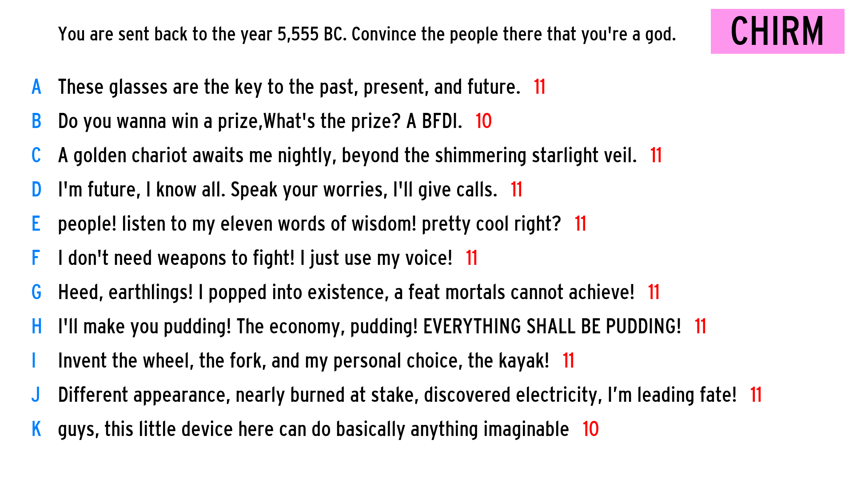 You are sent back to the year 5,555 BC. Convince the people there that you're a god.
CHIRM
A These glasses are the key to the past, present, and future. 11
B Do you wanna win a prize,What's the prize? A BFDI. 10
C A golden chariot awaits me nightly, beyond the shimmering starlight veil. 11
D I'm future, I know all. Speak your worries, I'll give calls. 11
E people! listen to my eleven words of wisdom! pretty cool right? 11
F I don't need weapons to fight! I just use my voice! 11
G Heed, earthlings! I popped into existence, a feat mortals cannot achieve! 11
H I'll make you pudding! The economy, pudding! EVERYTHING SHALL BE PUDDING! 11
I Invent the wheel, the fork, and my personal choice, the kayak! 11
J Different appearance, nearly burned at stake, discovered electricity, I’m leading fate! 11
K guys, this little device here can do basically anything imaginable 10